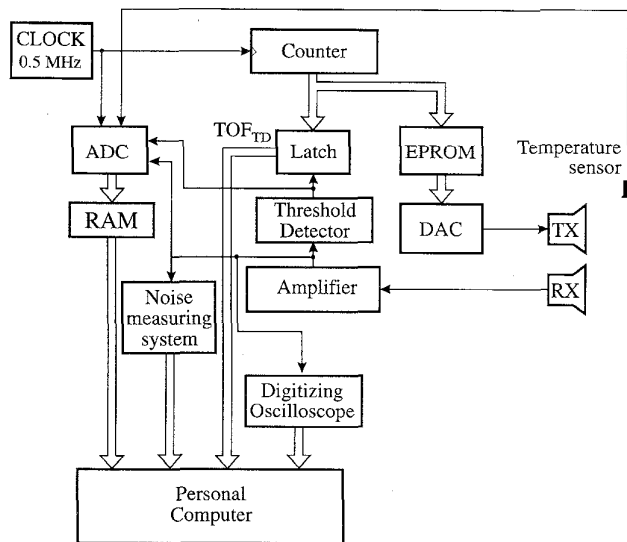 CLOCK
0.5 MHz
Counter
TOF_TD
ADC
Latch
EPROM
Temperature
sensor
RAM
Threshold
Detector
DAC
TX
Amplifier
RX
Noise
measuring
system
Digitizing
Oscilloscope
Personal
Computer